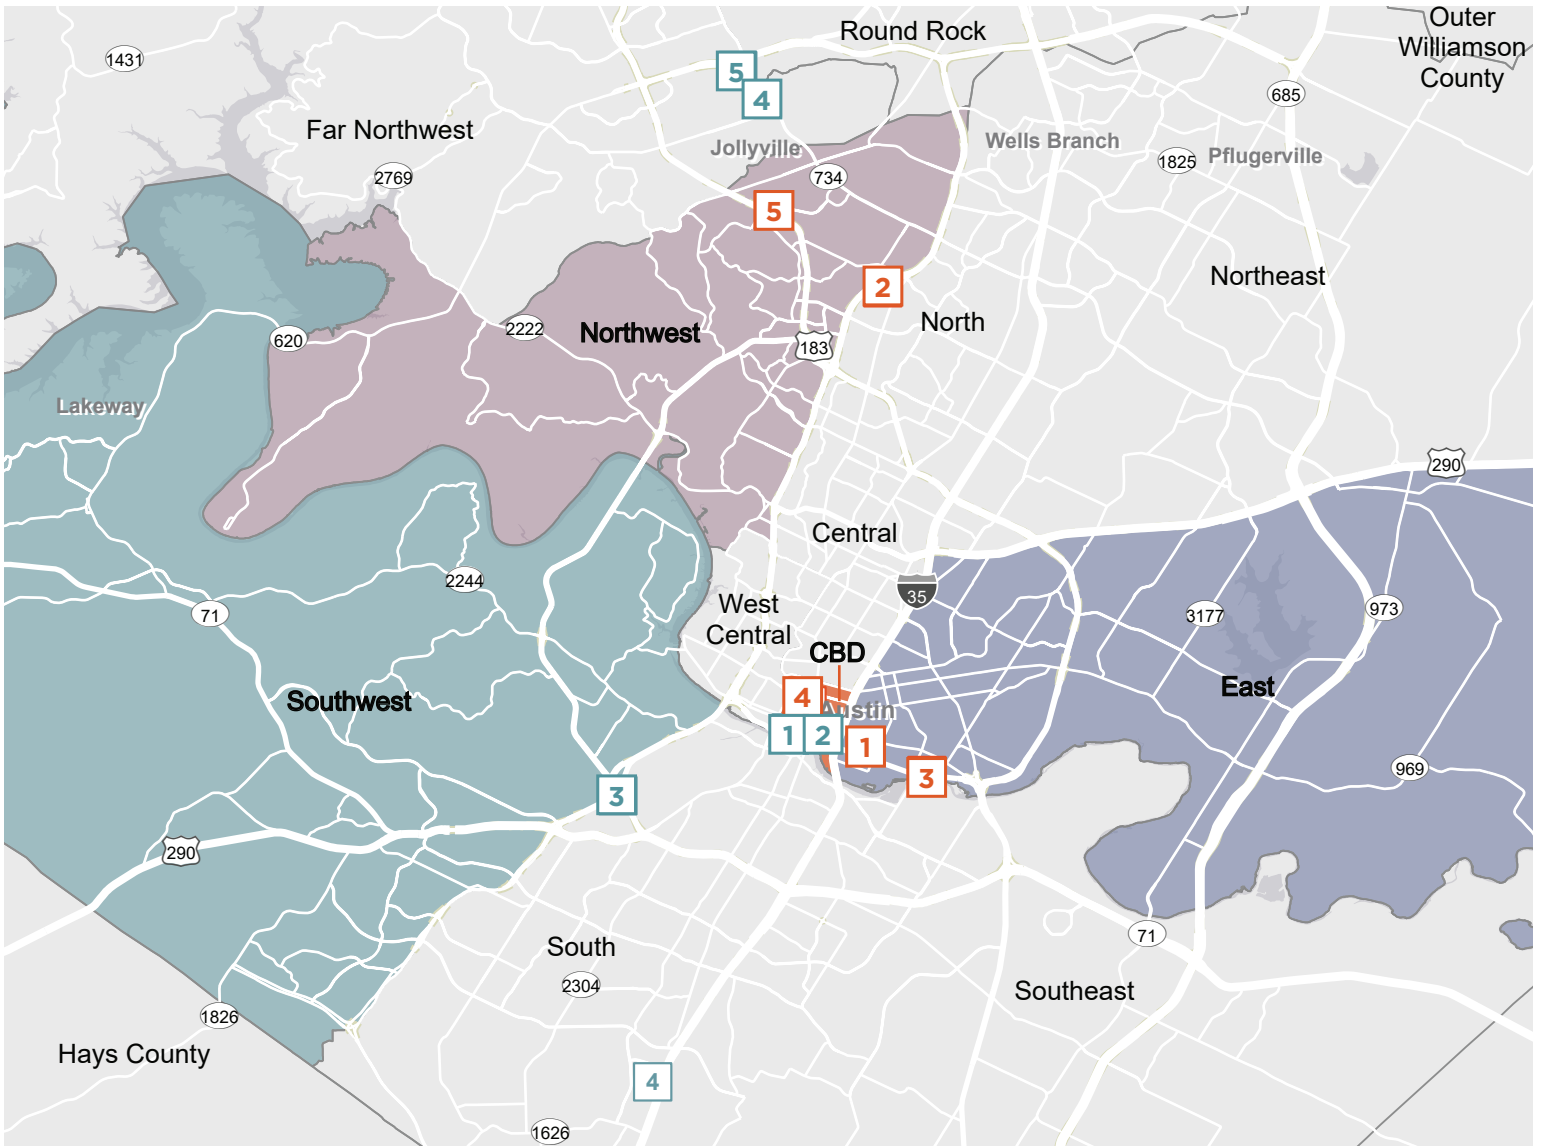 Outer
Williamson
County
Round Rock
1431
5
4
685
Far Northwest
Jollyville
Wells Branch
1825
Pflugerville
2769
734
5
Northeast
2
620
2222
Northwest
North
183
Lakeway
290
Central
2244
35
71
West
Central
3177
973
CBD
Southwest
East
4
Austin
1
2
1
3
969
3
290
71
South
2304
Southeast
1826
Hays County
4
1626